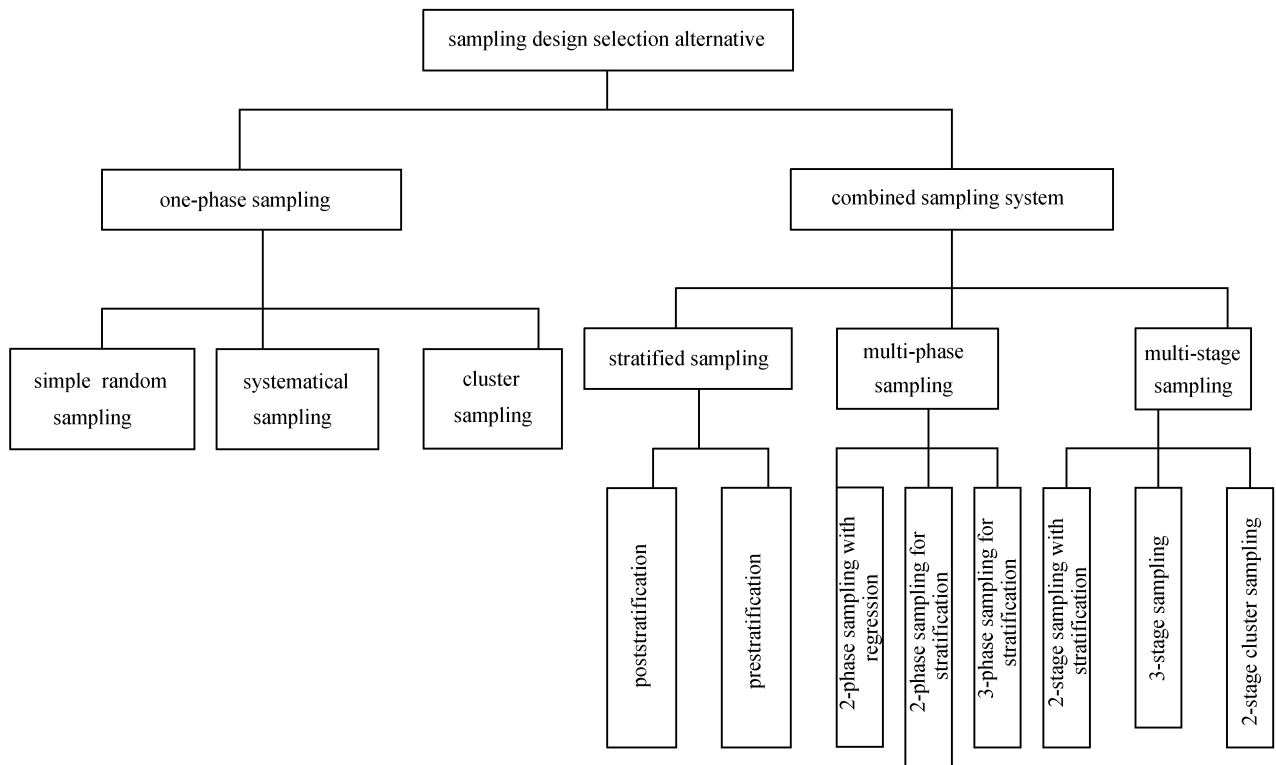 sampling design selection alternative
one-phase sampling
combined sampling system
simple random
sampling
systematical
sampling
cluster
sampling
stratified sampling
multi-phase
sampling
multi-stage
sampling
poststratification
prestratification
2-phase sampling with
regression
2-phase sampling for
stratification
3-phase sampling for
stratification
2-stage sampling with
stratification
3-stage sampling
2-stage cluster sampling